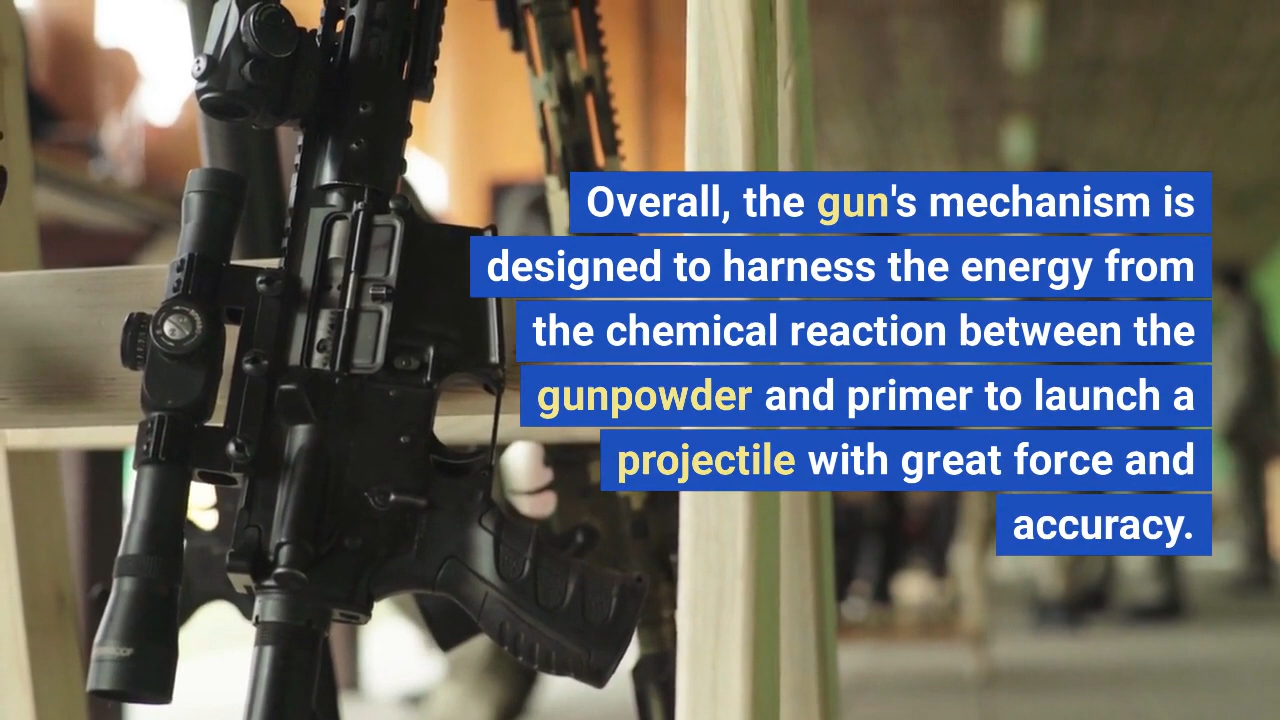 Overall, the gun's mechanism is
designed to harness the energy from
the chemical reaction between the
gunpowder and primer to launch a
projectile with great force and
accuracy.